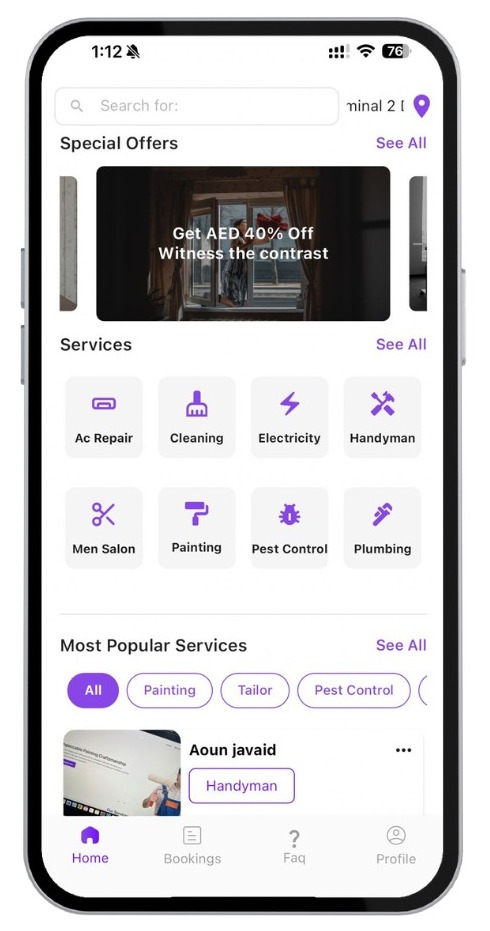 1:12
76
Search for:
minal 2
Special Offers
See All
Get AED 40% Off
Witness the contrast
Services
See All
Ac Repair
Cleaning
Electricity
Handyman
Men Salon
Painting
Pest Control
Plumbing
Most Popular Services
See All
All
Painting
Tailor
Pest Control
Painting Craftsmanship
Aoun javaid
Handyman
Home
Bookings
?
Faq
Profile